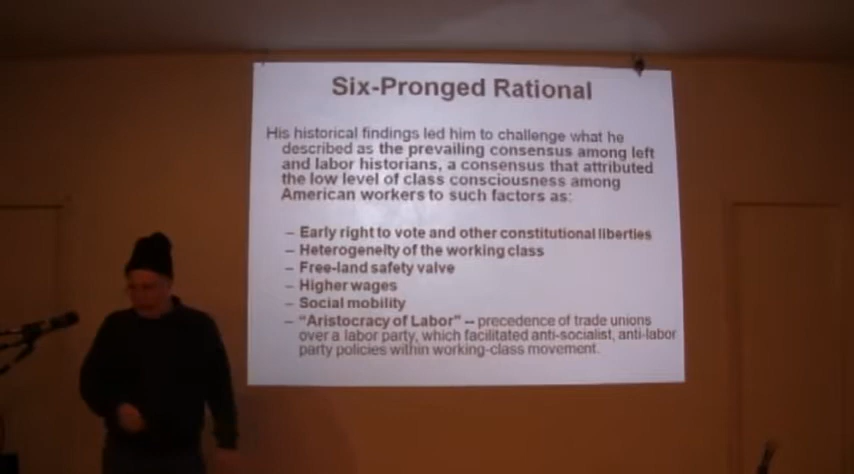 Six-Pronged Rational
His historical findings led him to challenge what he
described as the prevailing consensus among left
and labor historians, a consensus that attributed
the low level of class consciousness among
American workers to such factors as:
– Early right to vote and other constitutional liberties
– Heterogeneity of the working class
– Free-land safety valve
– Higher wages
– Social mobility
– “Aristocracy of Labor” – precedence of trade unions
over a labor party, which facilitated anti-socialist, anti-labor
party policies within working-class movement.